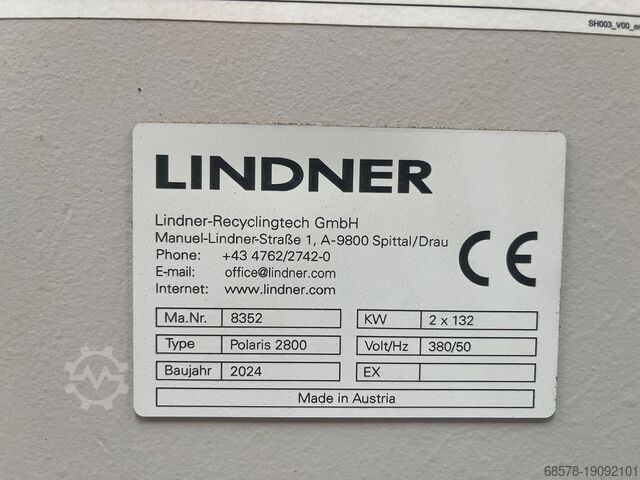 SH003_V00_en
LINDNER
Lindner-Recyclingtech GmbH
Manuel-Lindner-Straße 1, A-9800 Spittal/Drau
Phone: +43 4762/2742-0
E-mail: office@lindner.com
Internet: www.lindner.com
CE
Ma.Nr. 8352 KW 2 x 132
Type Polaris 2800 Volt/Hz 380/50
Baujahr 2024 EX
Made in Austria
68578-19092101